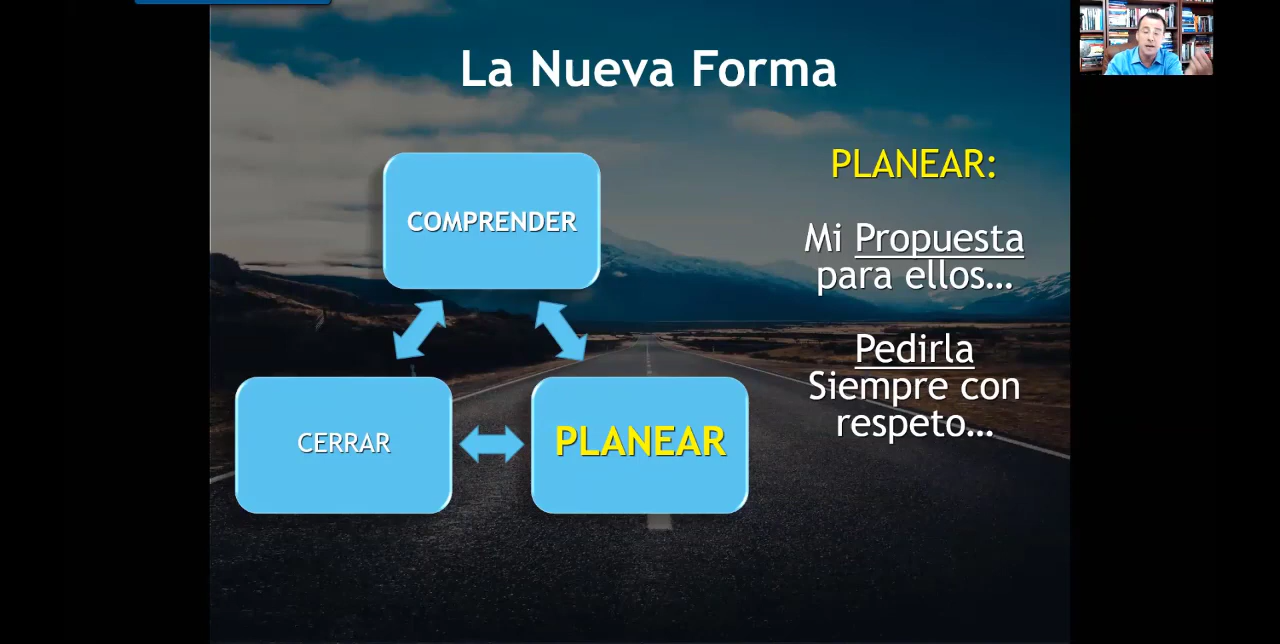 La Nueva Forma
COMPRENDER
CERRAR
PLANEAR
PLANEAR:
Mi Propuesta
para ellos...
Pedirla
Siempre con
respeto...